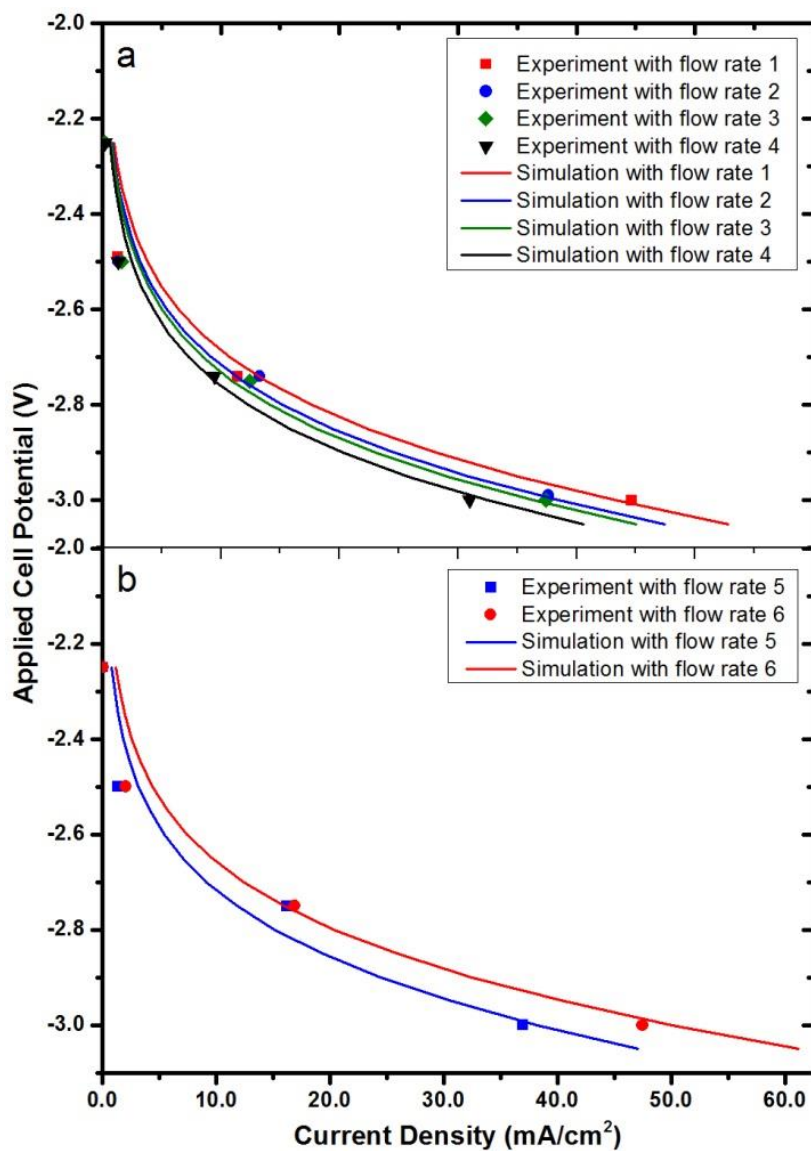 a
-2.0
-2.2
-2.4
-2.6
-2.8
-3.0
Experiment with flow rate 1
Experiment with flow rate 2
Experiment with flow rate 3
Experiment with flow rate 4
Simulation with flow rate 1
Simulation with flow rate 2
Simulation with flow rate 3
Simulation with flow rate 4
Applied Cell Potential (V)
b
-2.0
-2.2
-2.4
-2.6
-2.8
-3.0
Experiment with flow rate 5
Experiment with flow rate 6
Simulation with flow rate 5
Simulation with flow rate 6
0.0 10.0 20.0 30.0 40.0 50.0 60.0
Current Density (mA/cm²)